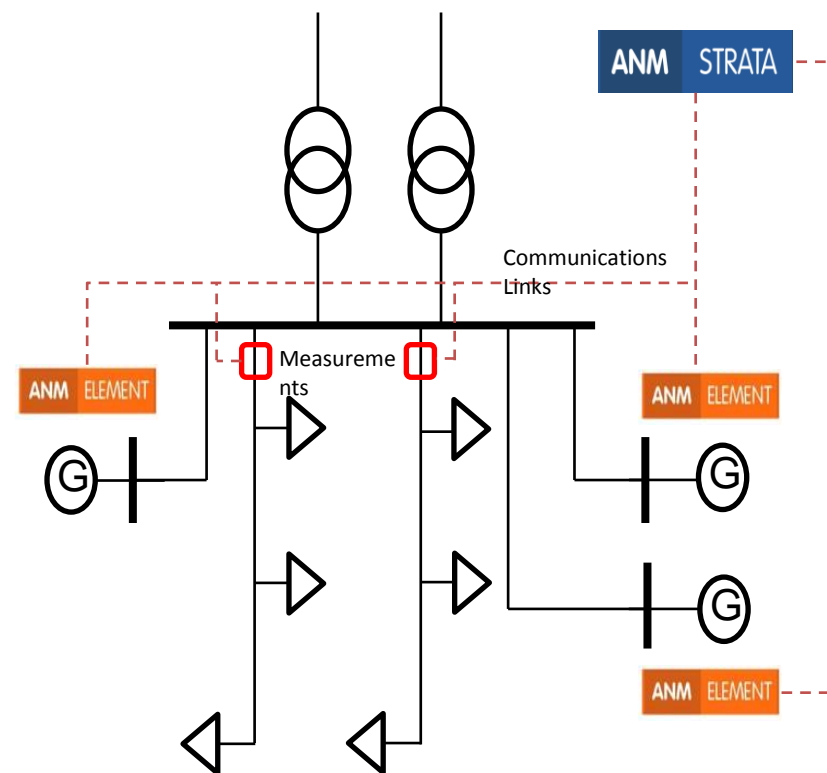 ANM STRATA
Communications
Links
Measureme
nts
ANM ELEMENT
ANM ELEMENT
G
G
G
ANM ELEMENT